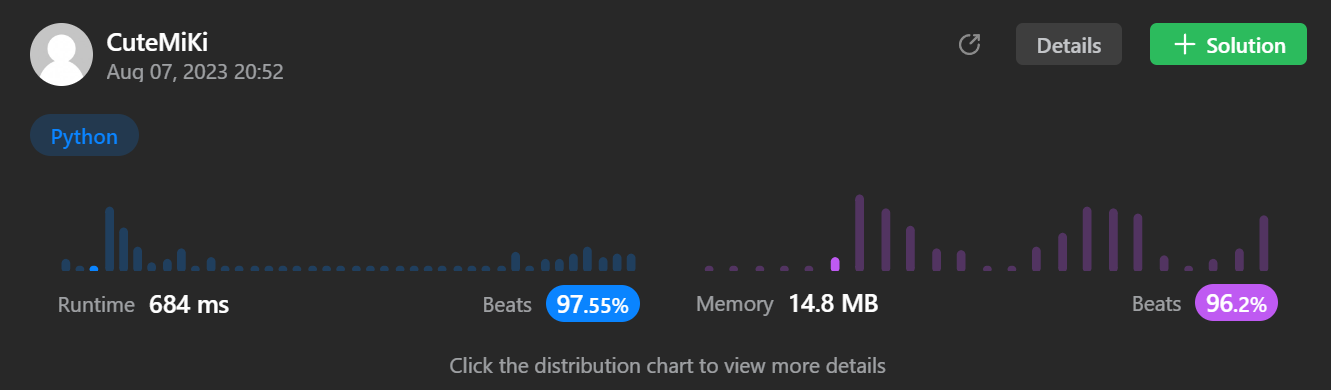 CuteMiKi
Aug 07, 2023 20:52
Details
+ Solution
Python
Runtime 684 ms Beats 97.55%
Memory 14.8 MB Beats 96.2%
Click the distribution chart to view more details